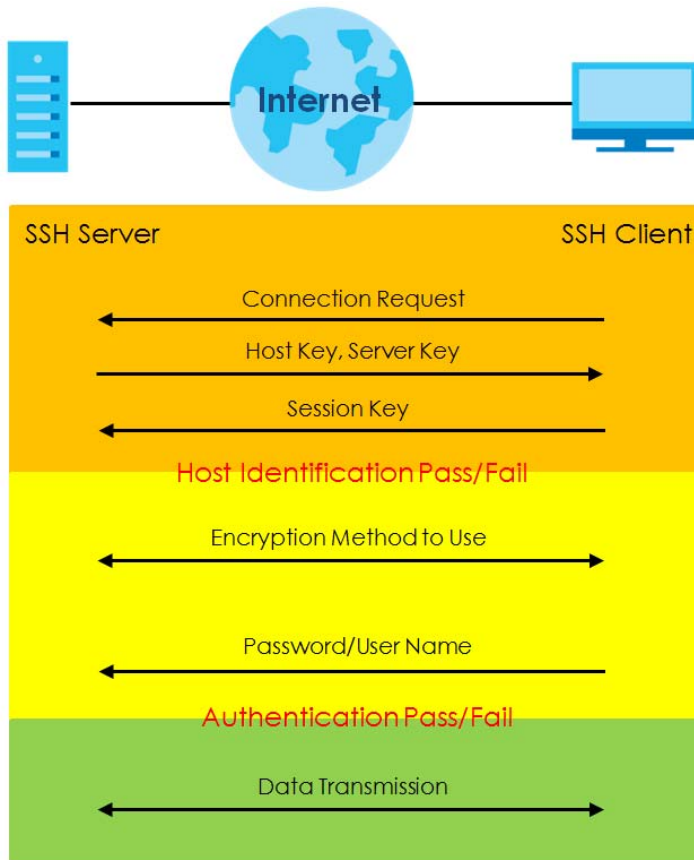 Internet
SSH Server
SSH Client
Connection Request
Host Key, Server Key
Session Key
Host Identification Pass/Fail
Encryption Method to Use
Password/User Name
Authentication Pass/Fail
Data Transmission